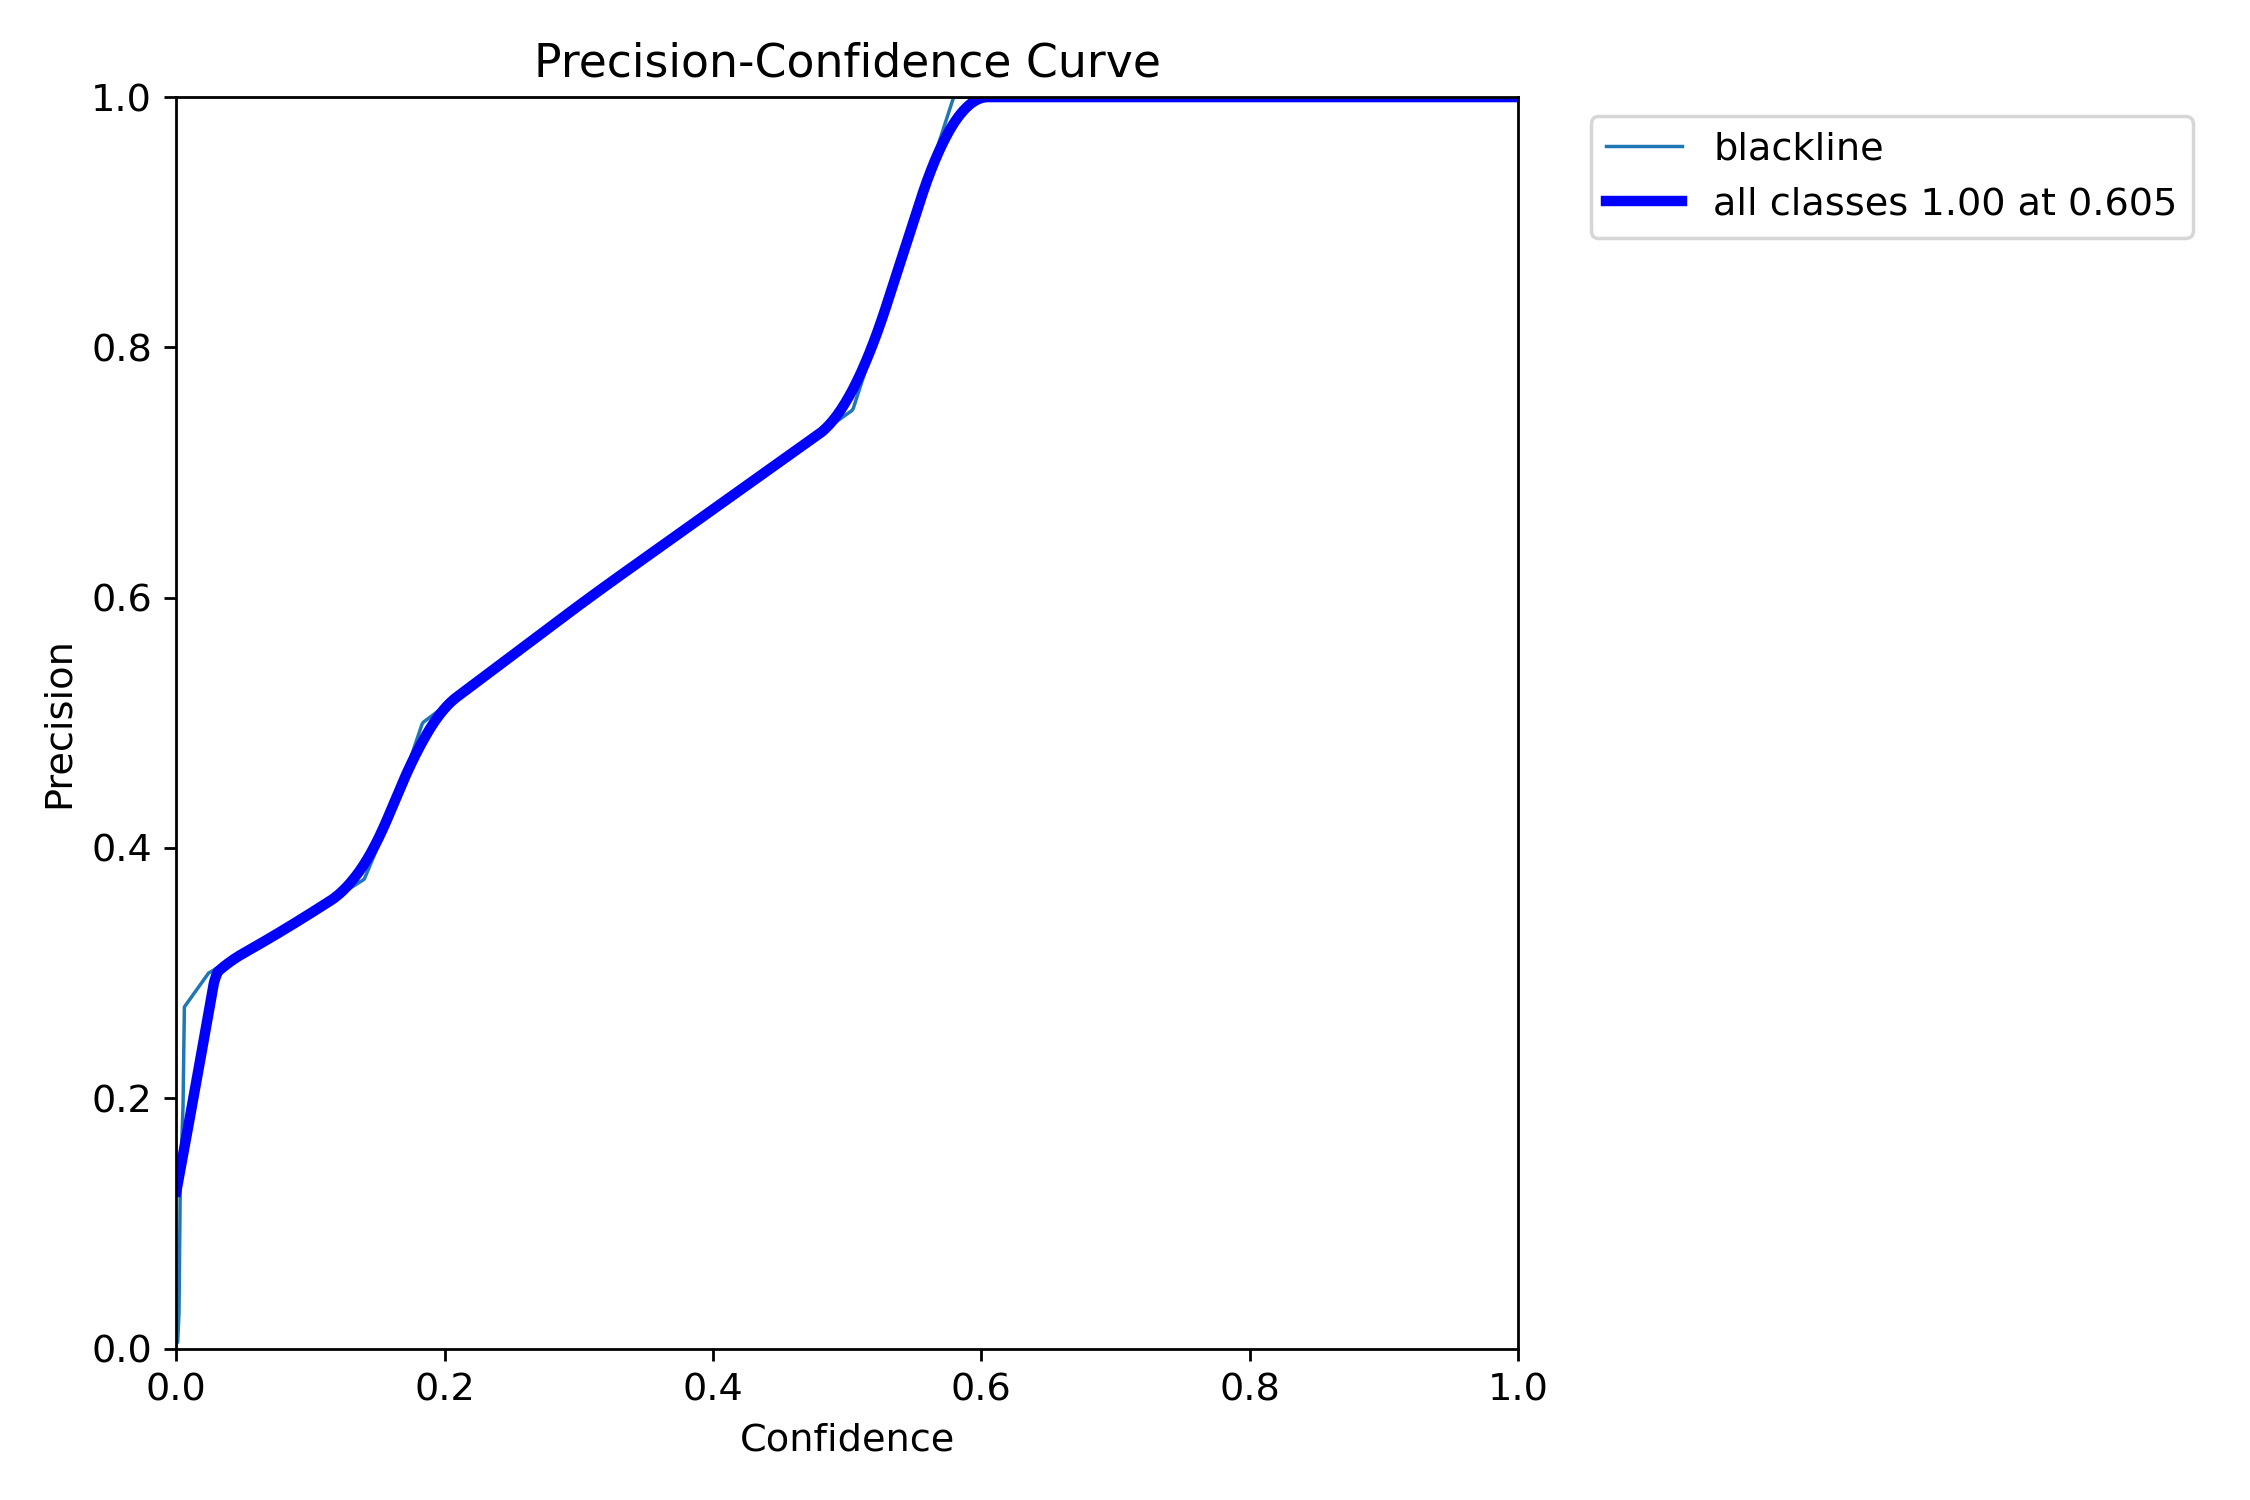 Precision-Confidence Curve
1.0
0.8
0.6
0.4
0.2
0.0
Precision
0.0 0.2 0.4 0.6 0.8 1.0
Confidence
blackline
all classes 1.00 at 0.605